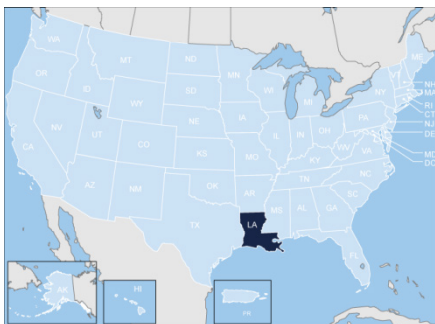 WA
MT
ND
MN
ME
VT
NH
MA
OR
ID
SD
WI
NY
RI
WY
MI
CT
NJ
IA
PA
DE
NE
NV
UT
IL
IN
OH
CA
CO
MD
KS
MO
WV
VA
DC
KY
NC
AZ
NM
OK
AR
TN
SC
MS
AL
GA
TX
LA
FL
AK
HI
PR